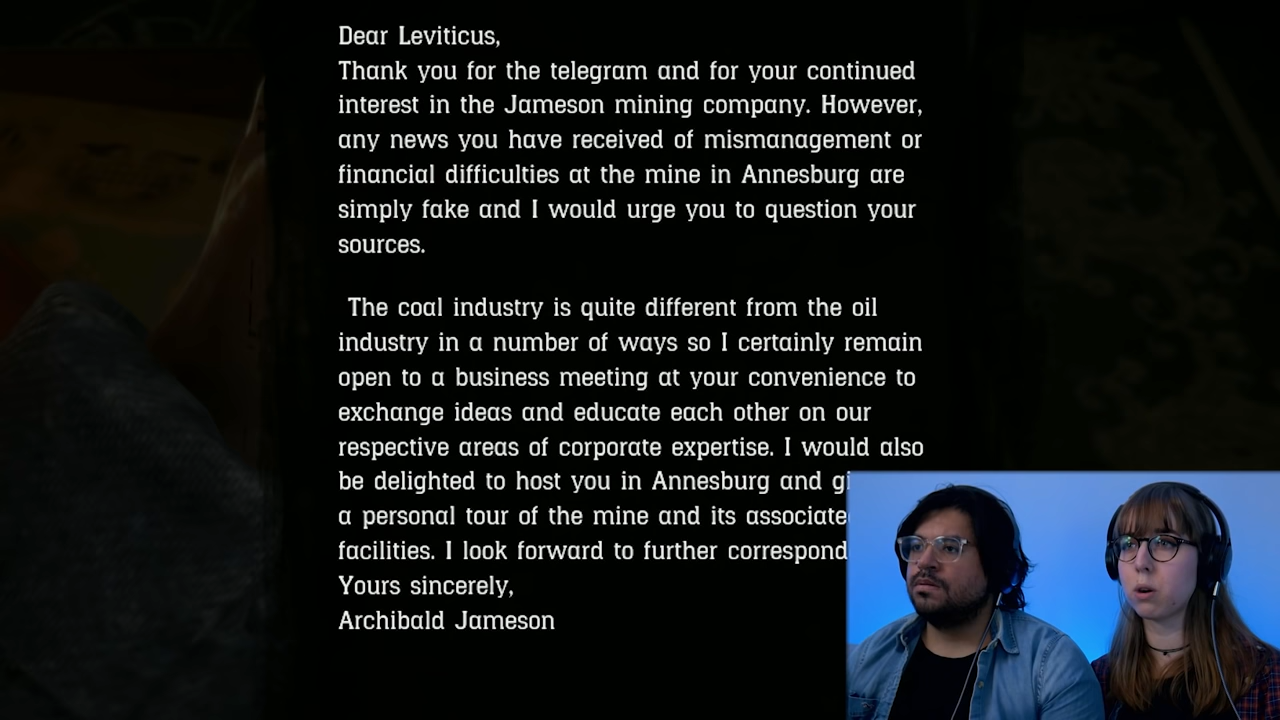 Dear Leviticus,
Thank you for the telegram and for your continued
interest in the Jameson mining company. However,
any news you have received of mismanagement or
financial difficulties at the mine in Annesburg are
simply fake and I would urge you to question your
sources.
The coal industry is quite different from the oil
industry in a number of ways so I certainly remain
open to a business meeting at your convenience to
exchange ideas and educate each other on our
respective areas of corporate expertise. I would also
be delighted to host you in Annesburg and
a personal tour of the mine and its
facilities. I look forward to further
Yours sincerely,
Archibald Jameson